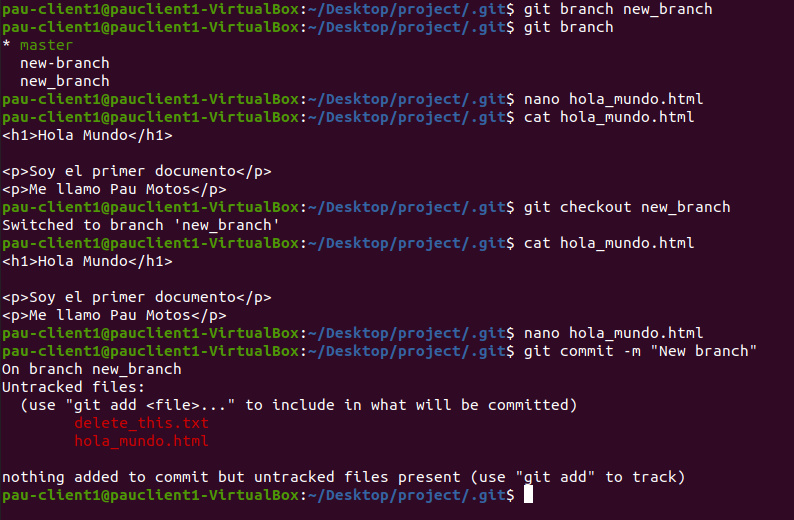 pau-client1@pauclient1-VirtualBox:~/Desktop/project/.git$ git branch new_branch
pau-client1@pauclient1-VirtualBox:~/Desktop/project/.git$ git branch
* master
  new-branch
  new_branch
pau-client1@pauclient1-VirtualBox:~/Desktop/project/.git$ nano hola_mundo.html
pau-client1@pauclient1-VirtualBox:~/Desktop/project/.git$ cat hola_mundo.html
<h1>Hola Mundo</h1>

<p>Soy el primer documento</p>
<p>Me llamo Pau Motos</p>
pau-client1@pauclient1-VirtualBox:~/Desktop/project/.git$ git checkout new_branch
Switched to branch 'new_branch'
pau-client1@pauclient1-VirtualBox:~/Desktop/project/.git$ cat hola_mundo.html
<h1>Hola Mundo</h1>

<p>Soy el primer documento</p>
<p>Me llamo Pau Motos</p>
pau-client1@pauclient1-VirtualBox:~/Desktop/project/.git$ nano hola_mundo.html
pau-client1@pauclient1-VirtualBox:~/Desktop/project/.git$ git commit -m "New branch"
On branch new_branch
Untracked files:
  (use "git add <file>..." to include in what will be committed)
        delete_this.txt
        hola_mundo.html

nothing added to commit but untracked files present (use "git add" to track)
pau-client1@pauclient1-VirtualBox:~/Desktop/project/.git$